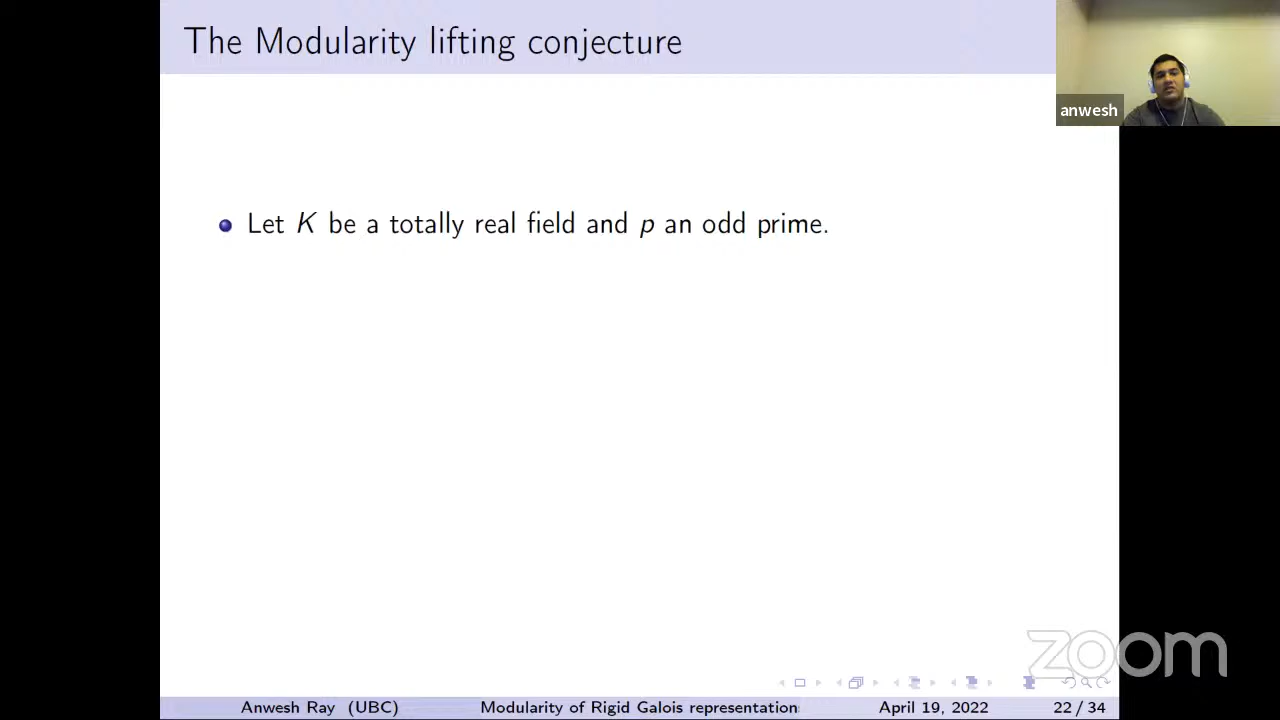 The Modularity lifting conjecture
anwesh
Let K be a totally real field and p an odd prime.
zoom
Anwesh Ray (UBC) Modularity of Rigid Galois representation: April 19, 2022 22 / 34